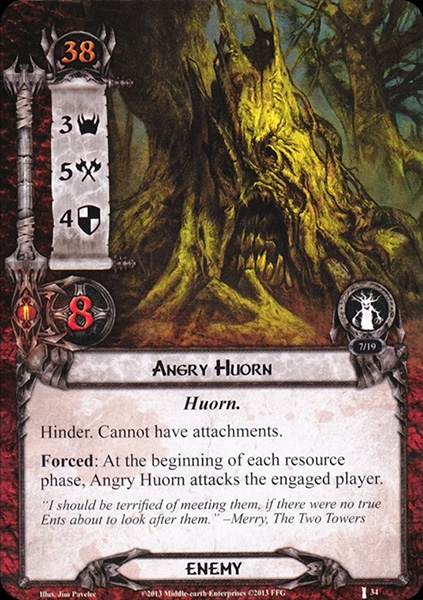 38
3
5
4
8
7/19
Angry Huorn
Huorn.
Hinder. Cannot have attachments.
Forced: At the beginning of each resource
phase, Angry Huorn attacks the engaged player.
“I should be terrified of meeting them, if there were no true
Ents about to look after them.” –Merry, The Two Towers
ENEMY
Illus. Jim Pavelec ©2013 Middle-earth Enterprises ©2013 FFG 34